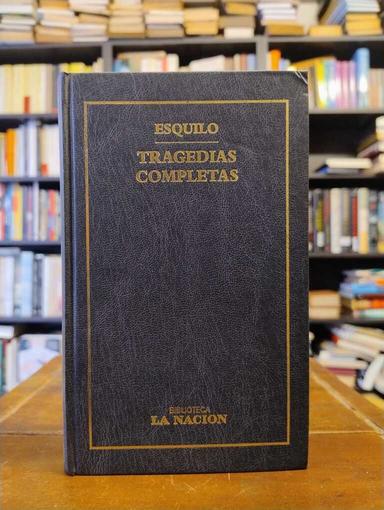 ESQUILO
TRAGEDIAS
COMPLETAS
BIBLIOTECA
LA NACION